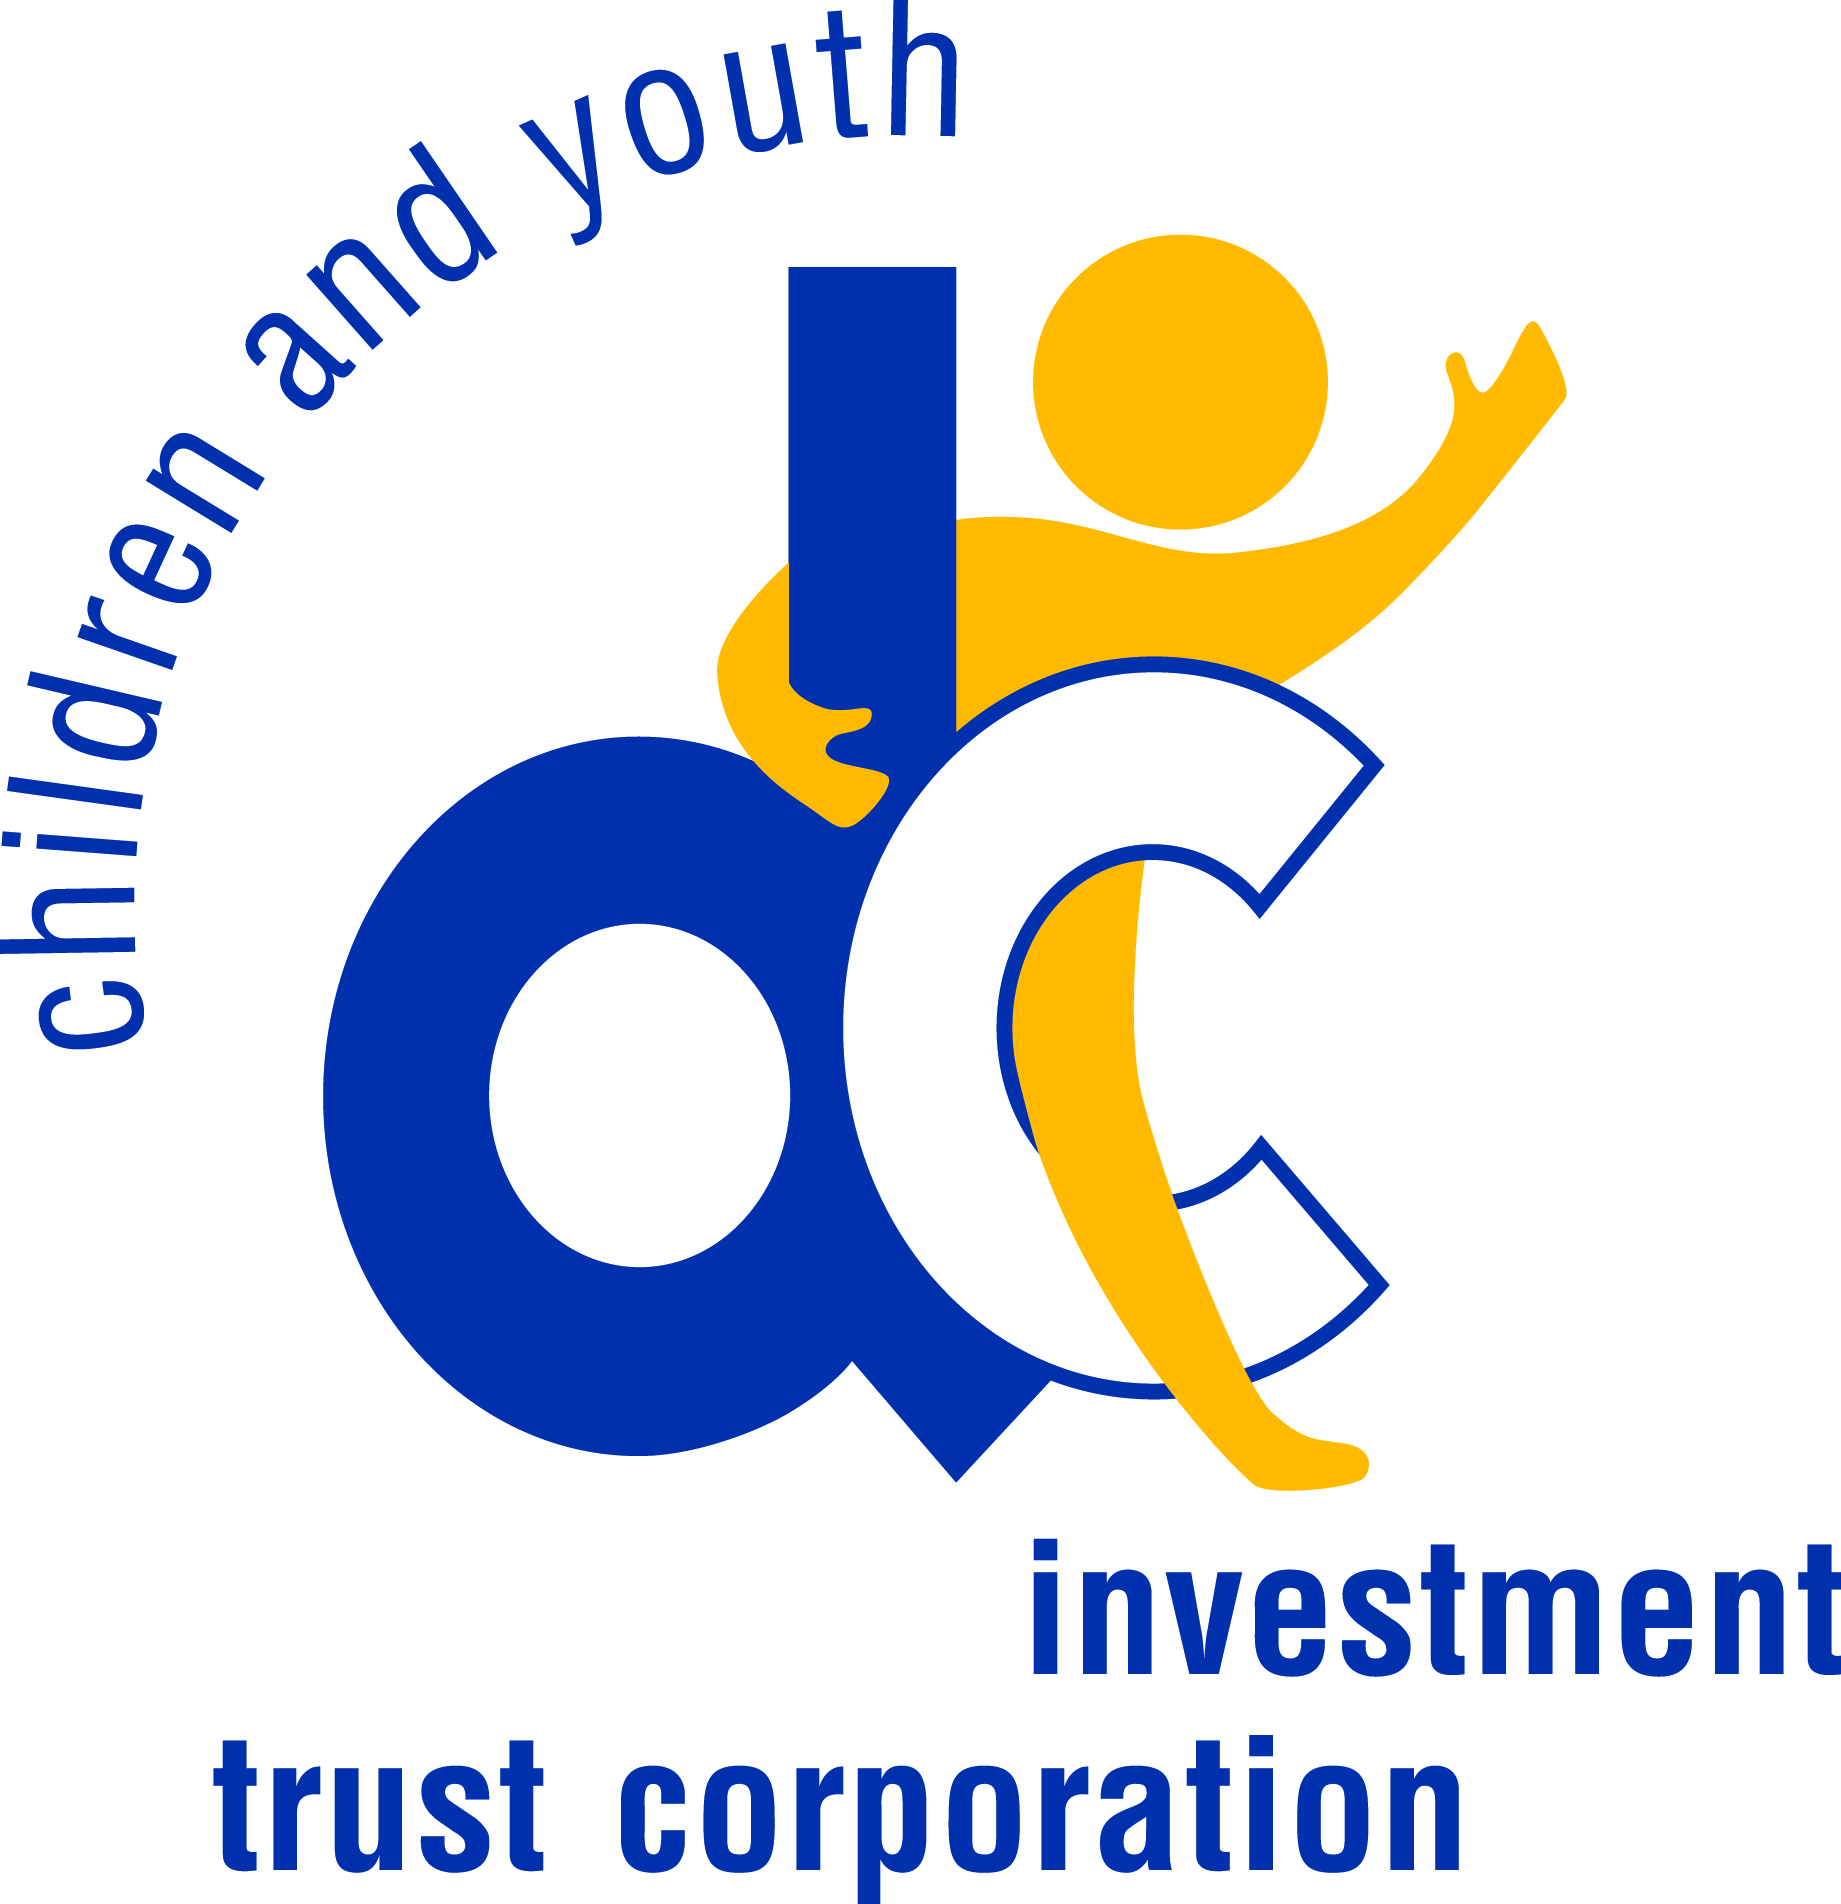 children and youth
dc
investment
trust corporation